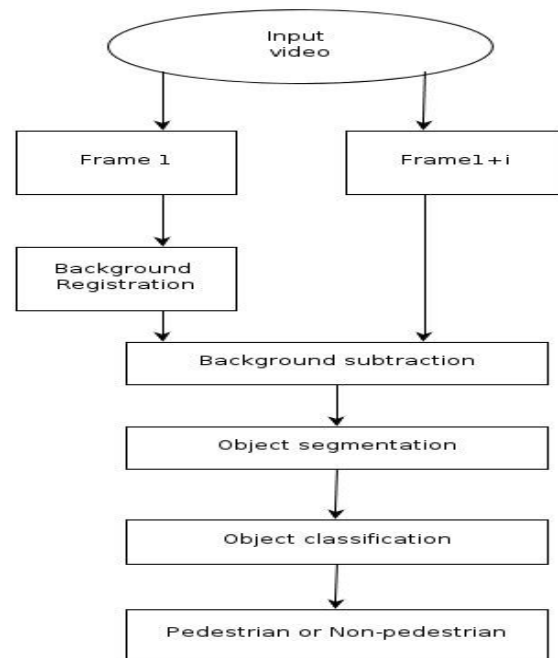 Input
video
Frame 1
Frame1+i
Background
Registration
Background subtraction
Object segmentation
Object classification
Pedestrian or Non-pedestrian